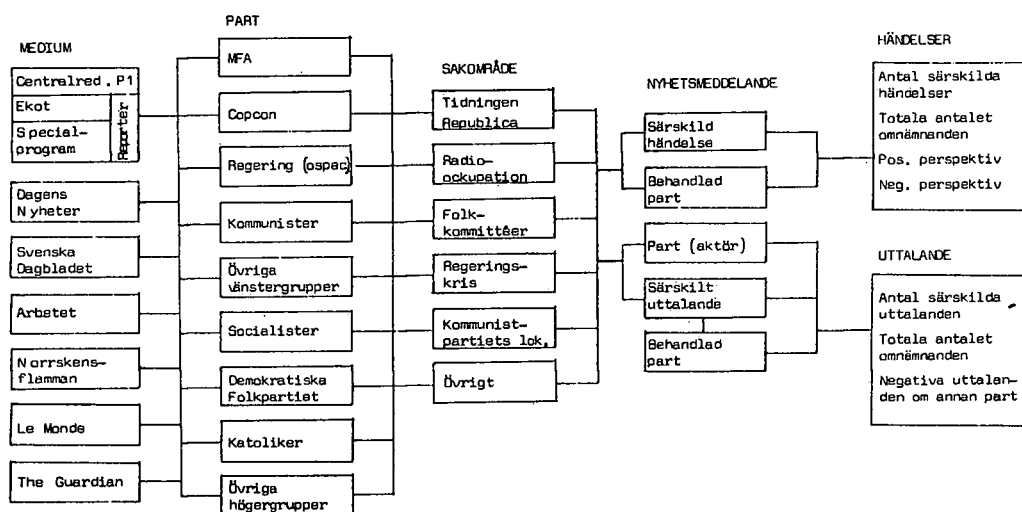 MEDIUM
Centralred. P1
Ekot
Special-
program
Reporter
Dagens
Nyheter
Svenska
Dagbladet
Arbetet
Norrskens-
flamman
Le Monde
The Guardian
PART
MFA
Copcon
Regering (ospec)
Kommunister
Övriga
vänstergrupper
Socialister
Demokratiska
Folkpartiet
Katoliker
Övriga
högergrupper
SAKOMRÅDE
Tidningen
Republica
Radio-
ockupation
Folk-
kommittéer
Regerings-
kris
Kommunist-
partiets lok.
Övrigt
NYHETSMEDDELANDE
Särskild
händelse
Behandlad
part
Part (aktör)
Särskilt
uttalande
Behandlad
part
HÄNDELSER
Antal särskilda
händelser
Totala antalet
omnämnanden
Pos. perspektiv
Neg. perspektiv
UTTALANDE
Antal särskilda
uttalanden
Totala antalet
omnämnanden
Negativa uttalan-
den om annan part